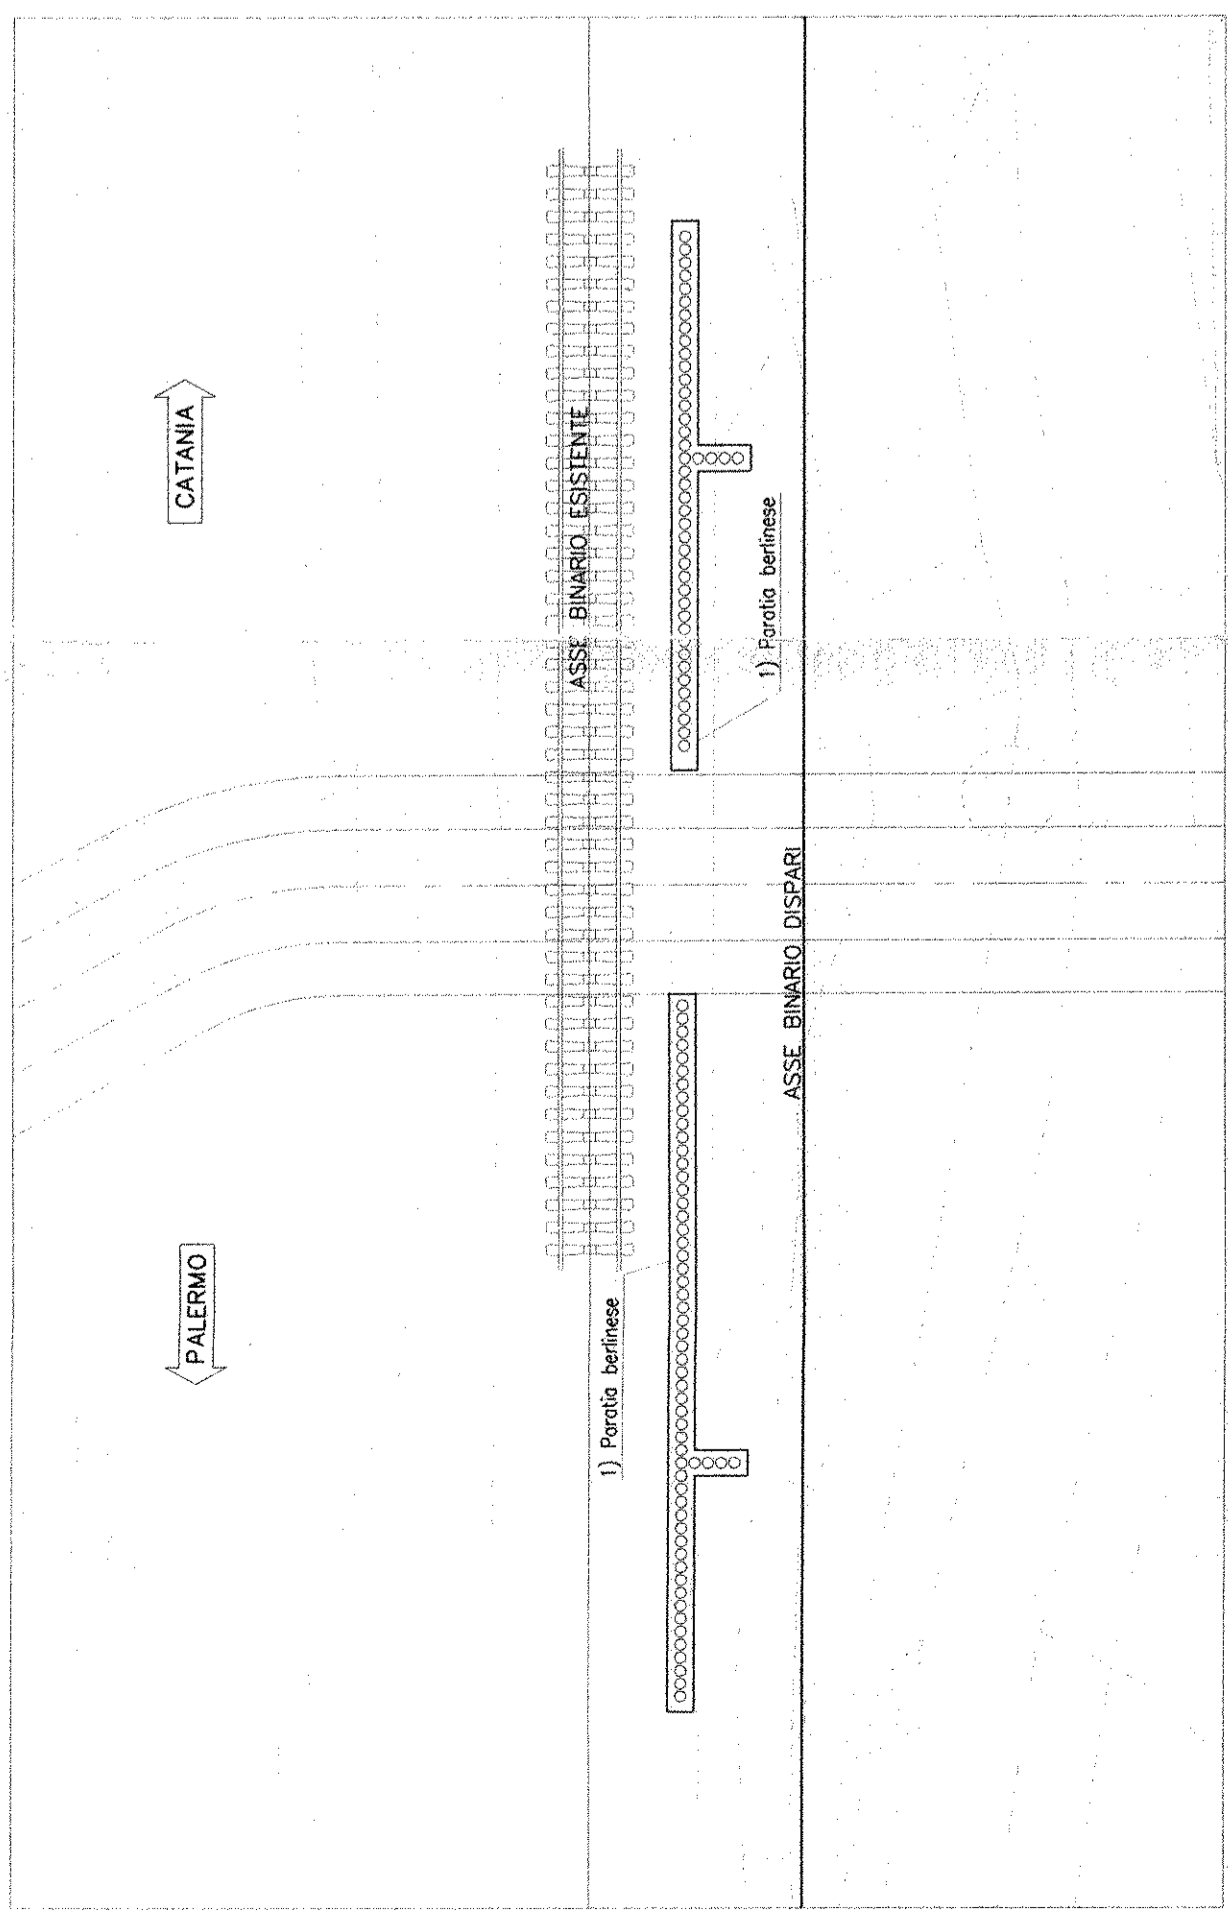 CATANIA
ASSE BINARIO ESISTENTE
1) Paratia berlinese
ASSE BINARIO DISPARI
PALERMO
1) Paratia berlinese